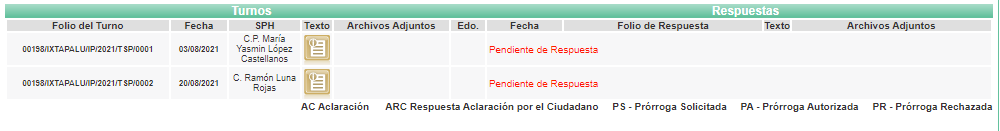 Turnos Respuestas
Folio del Turno Fecha SPH Texto Archivos Adjuntos Edo. Fecha Folio de Respuesta Texto Archivos Adjuntos
00198/IXTAPALU/IP/2021/TSP/0001 03/08/2021 C.P. María Yasmin López Castellanos Pendiente de Respuesta
00198/IXTAPALU/IP/2021/TSP/0002 20/08/2021 C. Ramón Luna Rojas Pendiente de Respuesta
AC Aclaración ARC Respuesta Aclaración por el Ciudadano PS - Prórroga Solicitada PA - Prórroga Autorizada PR - Prórroga Rechazada